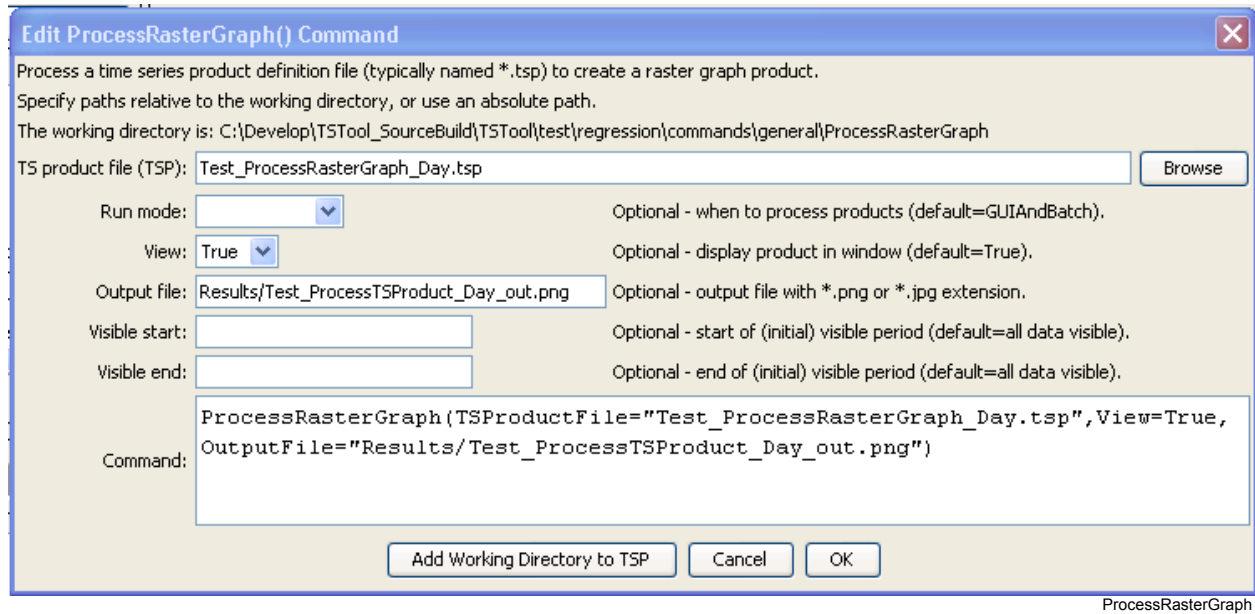 Edit ProcessRasterGraph() Command
Process a time series product definition file (typically named *.tsp) to create a raster graph product.
Specify paths relative to the working directory, or use an absolute path.
The working directory is: C:\Develop\TSTool_SourceBuild\TSTool\test\regression\commands\general\ProcessRasterGraph
TS product file (TSP): Test_ProcessRasterGraph_Day.tsp Browse
Run mode: Optional - when to process products (default=GUIAndBatch).
View: True Optional - display product in window (default=True).
Output file: Results/Test_ProcessTSProduct_Day_out.png Optional - output file with *.png or *.jpg extension.
Visible start: Optional - start of (initial) visible period (default=all data visible).
Visible end: Optional - end of (initial) visible period (default=all data visible).
Command: ProcessRasterGraph(TSProductFile="Test_ProcessRasterGraph_Day.tsp",View=True,
OutputFile="Results/Test_ProcessTSProduct_Day_out.png")
Add Working Directory to TSP Cancel OK
ProcessRasterGraph